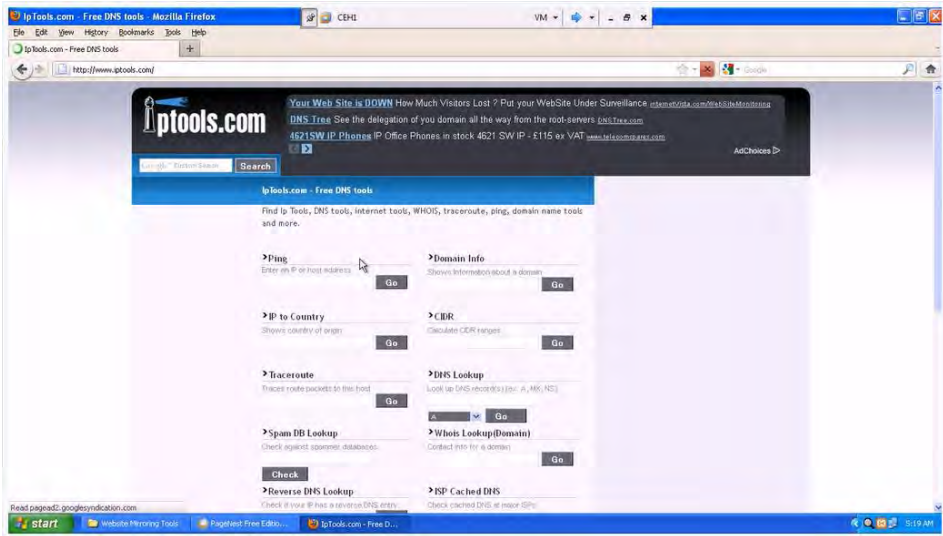 IpTools.com - Free DNS tools - Mozilla Firefox
CEH1
VM
File Edit View History Bookmarks Tools Help
IpTools.com - Free DNS tools
http://www.iptools.com/
Google
Iptools.com
Your Web Site is DOWN How Much Visitors Lost ? Put your WebSite Under Surveillance internetVista.com/WebSiteMonitoring
DNS Tree See the delegation of you domain all the way from the root-servers DNSTree.com
4621SW IP Phones IP Office Phones in stock 4621 SW IP - £115 ex VAT www.telecomspares.com
AdChoices
Search
IpTools.com - Free DNS tools
Find Ip Tools, DNS tools, internet tools, WHOIS, traceroute, ping, domain name tools
and more.
Ping
Enter an IP or host address
Go
Domain Info
Shows information about a domain
Go
IP to Country
Shows country of origin
Go
CIDR
Calculate CIDR ranges
Go
Traceroute
Traces route packets to this host
Go
DNS Lookup
Look up DNS record(s) (ex: A, MX, NS)
A
Go
Spam DB Lookup
Check against spammer databases.
Check
Whois Lookup(Domain)
Contact info for a domain
Go
Reverse DNS Lookup
Check if your IP has a reverse DNS entry
ISP Cached DNS
Check cached DNS at major ISPs
Read pagead2.googlesyndication.com
start
Website Mirroring Tools
PageNest Free Editio...
IpTools.com - Free D...
5:19 AM